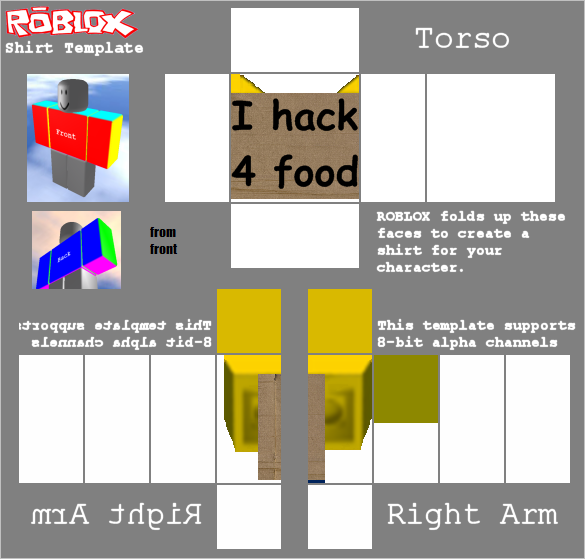 ROBLOX
Shirt Template
Torso
Front
I hack
4 food
Back
from
front
ROBLOX folds up these
faces to create a
shirt for your
character.
This template supports
8-bit alpha channels
This template supports
8-bit alpha channels
Right Arm
Right Arm